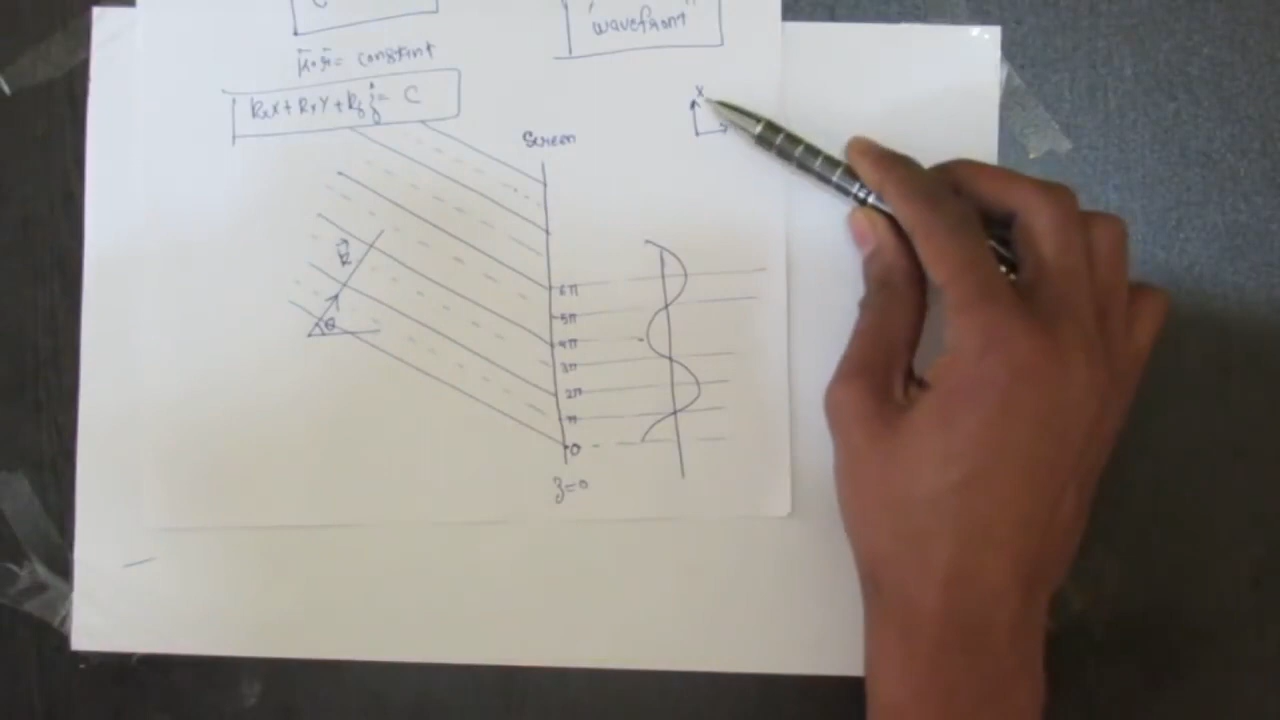 "wavefront"
k̄·r̄ = constant
kₓx + kᵧy + k_z z = C
x
Screen
k̄
θ
6π
5π
4π
3π
2π
π
0
z=0